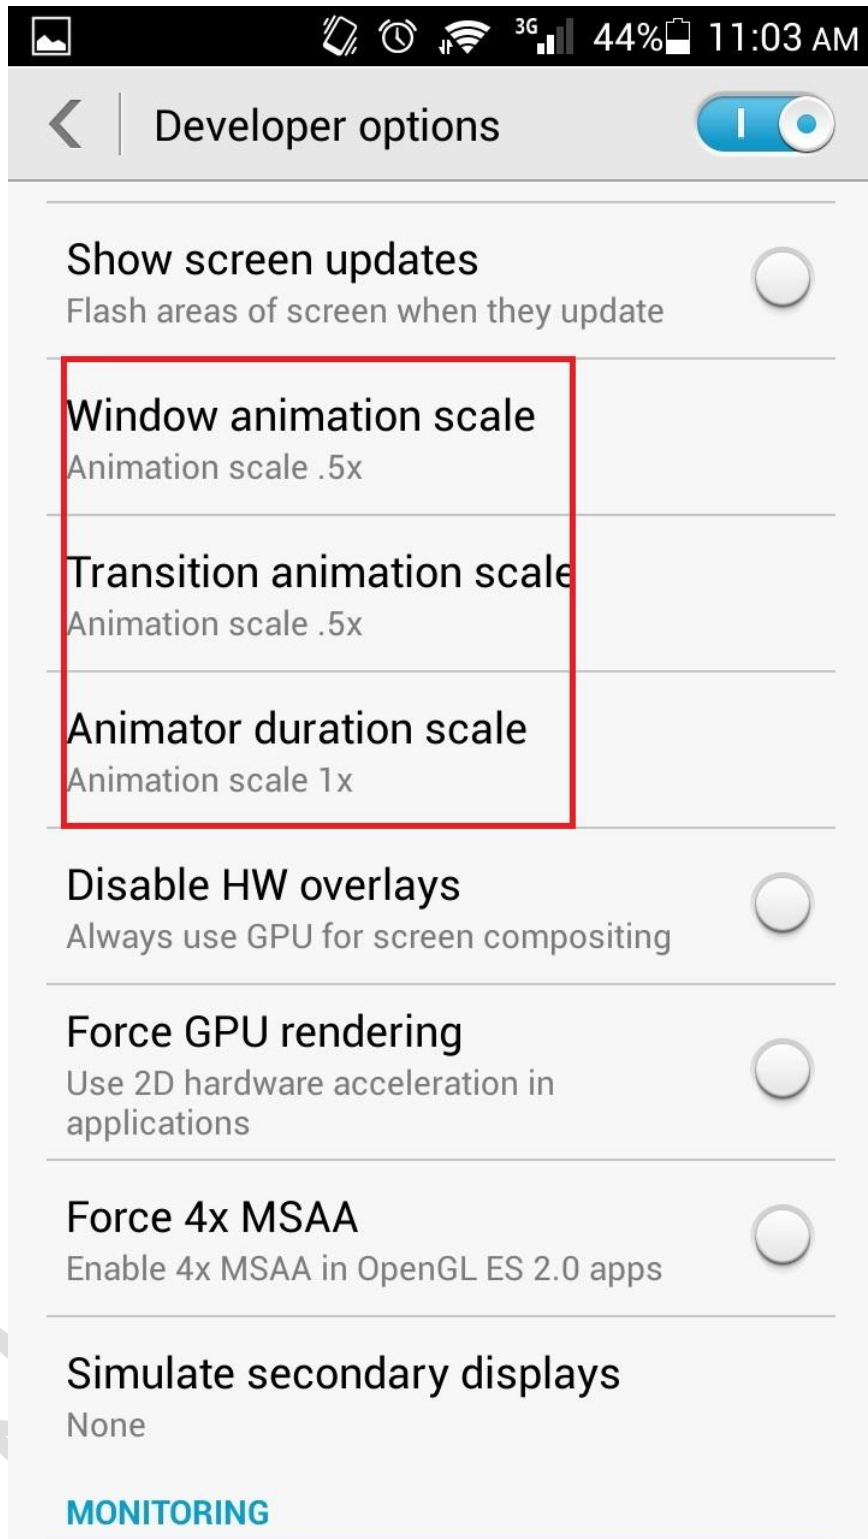 3G 44% 11:03 AM
Developer options
Show screen updates
Flash areas of screen when they update
Window animation scale
Animation scale .5x
Transition animation scale
Animation scale .5x
Animator duration scale
Animation scale 1x
Disable HW overlays
Always use GPU for screen compositing
Force GPU rendering
Use 2D hardware acceleration in
applications
Force 4x MSAA
Enable 4x MSAA in OpenGL ES 2.0 apps
Simulate secondary displays
None
MONITORING